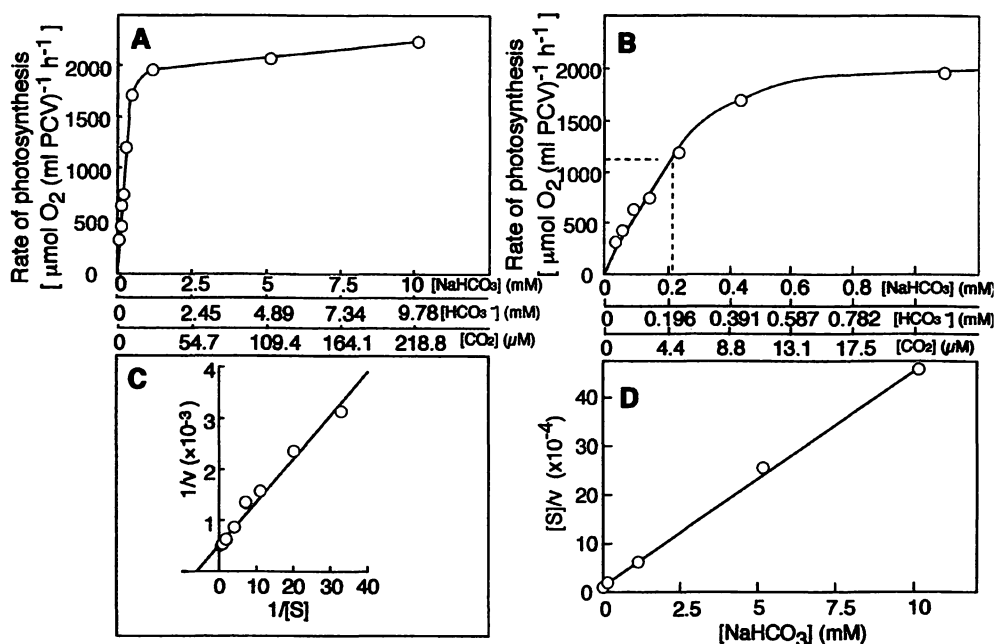 A
Rate of photosynthesis
[ μmol O2 (ml PCV)-1 h-1 ]
2000
1500
1000
500
0
0 2.5 5 7.5 10 [NaHCO3] (mM)
0 2.45 4.89 7.34 9.78 [HCO3-] (mM)
0 54.7 109.4 164.1 218.8 [CO2] (μM)
B
Rate of photosynthesis
[ μmol O2 (ml PCV)-1 h-1 ]
2000
1500
1000
500
0
0 0.2 0.4 0.6 0.8 [NaHCO3] (mM)
0 0.196 0.391 0.587 0.782 [HCO3-] (mM)
0 4.4 8.8 13.1 17.5 [CO2] (μM)
C
1/v (×10-3)
4
3
2
1
0 10 20 30 40
1/[S]
D
[S]/v (x10-4)
40
30
20
10
0
0 2.5 5 7.5 10
[NaHCO3] (mM)